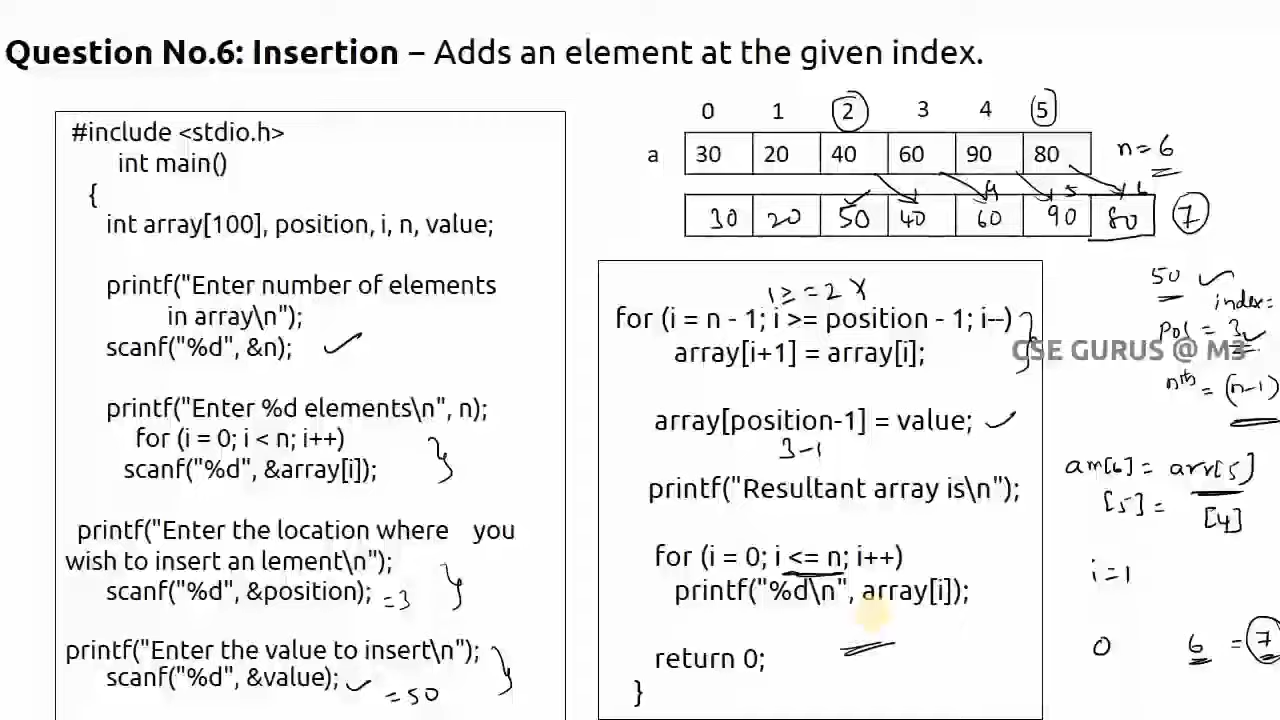 Question No.6: Insertion – Adds an element at the given index.
#include <stdio.h>
int main()
{
int array[100], position, i, n, value;
printf("Enter number of elements
in array\n");
scanf("%d", &n);
printf("Enter %d elements\n", n);
for (i = 0; i < n; i++)
scanf("%d", &array[i]);
printf("Enter the location where you
wish to insert an lement\n");
scanf("%d", &position); =3
printf("Enter the value to insert\n");
scanf("%d", &value); =50
0 1 2 3 4 5
a 30 20 40 60 90 80 n=6
4 5 6
30 20 50 40 60 90 80 7
1 >= 2 X
for (i = n - 1; i >= position - 1; i--)
array[i+1] = array[i];
array[position-1] = value;
3-1
printf("Resultant array is\n");
for (i = 0; i <= n; i++)
printf("%d\n", array[i]);
return 0;
}
50
index=
pos = 3
CSE GURUS @ M3
nth = (n-1)
arr[6] = arr[5]
[5] = [4]
i=1
0 6 =7